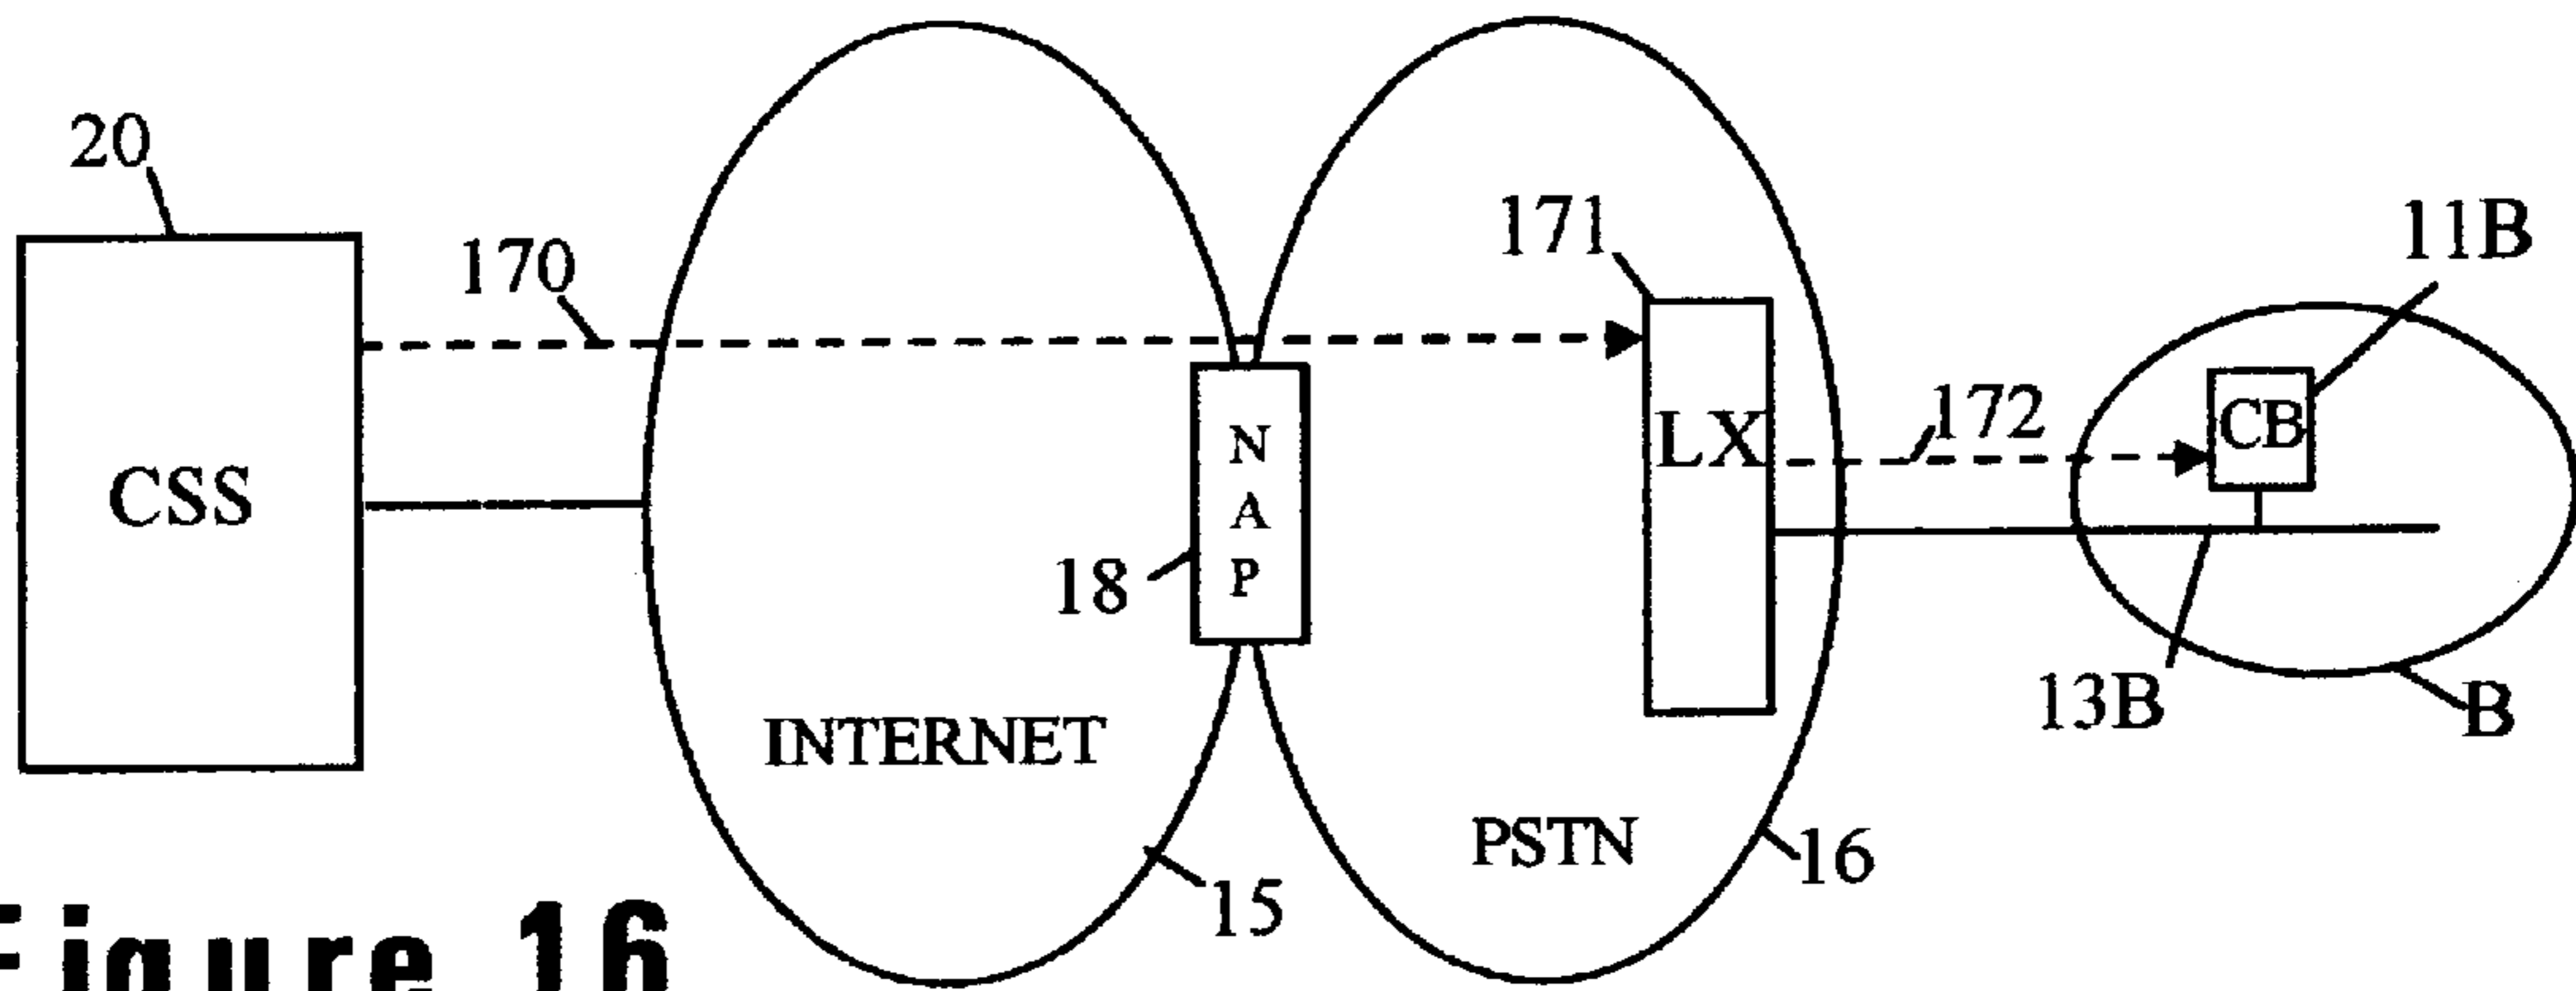 20
170
171
11B
CSS
N
A
P
LX
172
CB
18
13B
B
INTERNET
PSTN
16
15
Figure 16